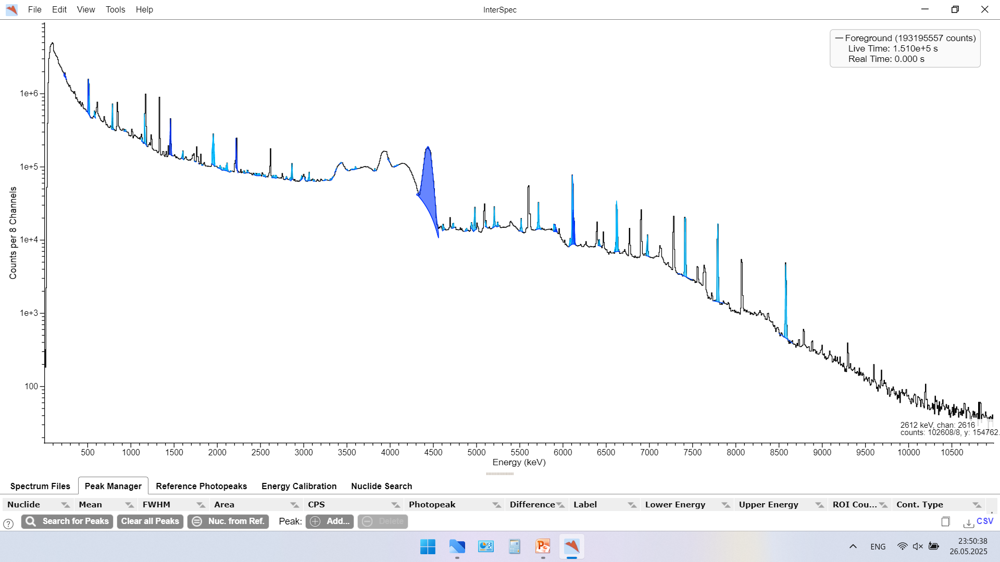 File Edit View Tools Help
InterSpec
Foreground (193195557 counts)
Live Time: 1.510e+5 s
Real Time: 0.000 s
1e+6
1e+5
1e+4
1e+3
100
Counts per 8 Channels
2612 keV, chan: 2616
counts: 102608/8, y: 154762.
500 1000 1500 2000 2500 3000 3500 4000 4500 5000 5500 6000 6500 7000 7500 8000 8500 9000 9500 10000 10500
Energy (keV)
Spectrum Files Peak Manager Reference Photopeaks Energy Calibration Nuclide Search
Nuclide Mean FWHM Area CPS Photopeak Difference Label Lower Energy Upper Energy ROI Cou... Cont. Type
? Search for Peaks Clear all Peaks Nuc. from Ref. Peak: Add... Delete CSV
ENG
23:50:38
26.05.2025